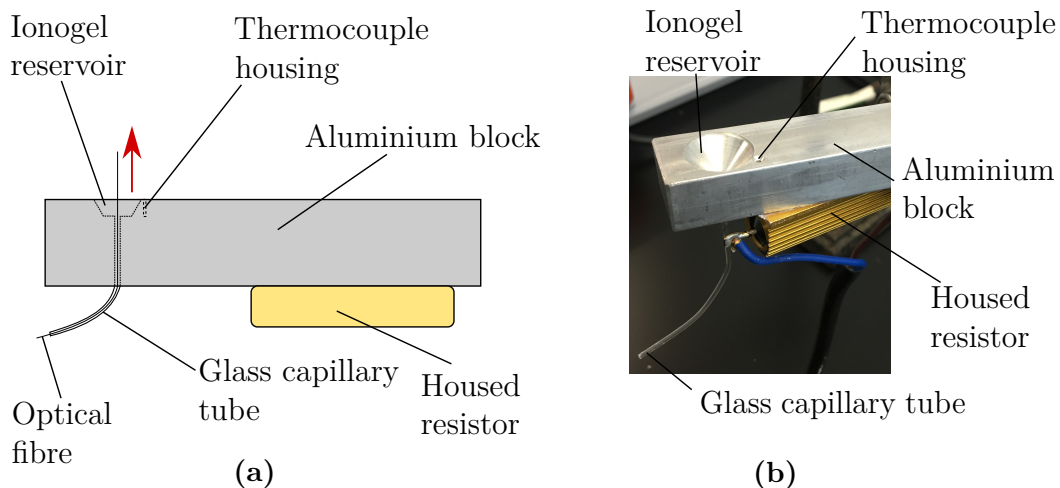 Ionogel
reservoir
Thermocouple
housing
Aluminium block
Glass capillary
tube
Optical
fibre
Housed
resistor
(a)
Ionogel
reservoir
Thermocouple
housing
Aluminium
block
Housed
resistor
Glass capillary tube
(b)